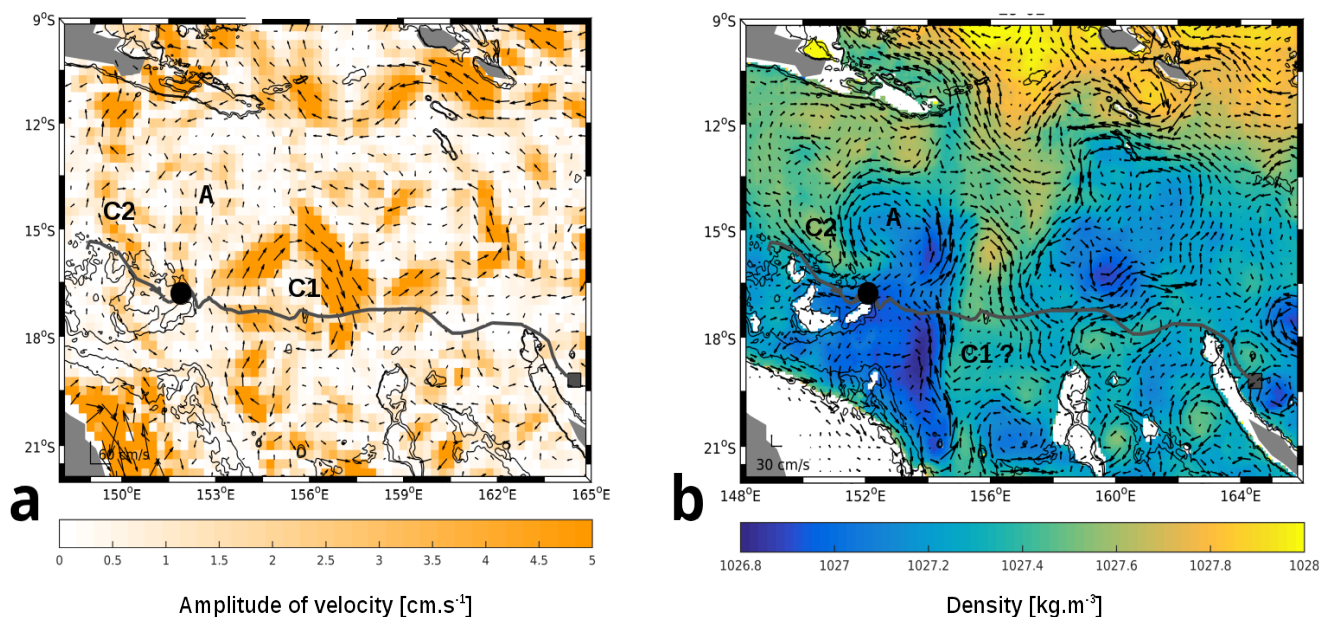 9°S
12°S
15°S
18°S
21°S
A
C2
C1
60 cm/s
150°E 153°E 156°E 159°E 162°E 165°E
a
0 0.5 1 1.5 2 2.5 3 3.5 4 4.5 5
Amplitude of velocity [cm.s⁻¹]
9°S
12°S
15°S
18°S
21°S
A
C2
C1 ?
30 cm/s
148°E 152°E 156°E 160°E 164°E
b
1026.8 1027 1027.2 1027.4 1027.6 1027.8 1028
Density [kg.m⁻³]